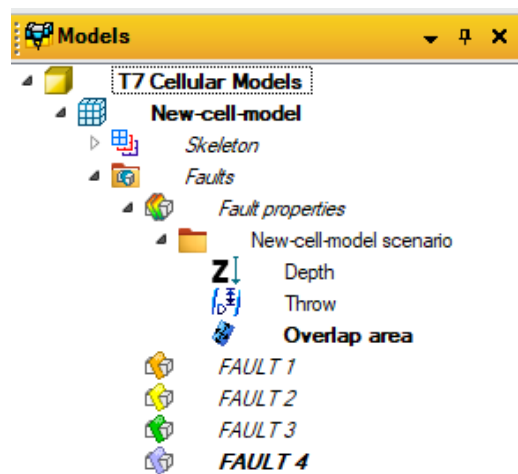 Models
T7 Cellular Models
New-cell-model
Skeleton
Faults
Fault properties
New-cell-model scenario
Z Depth
Throw
Overlap area
FAULT 1
FAULT 2
FAULT 3
FAULT 4